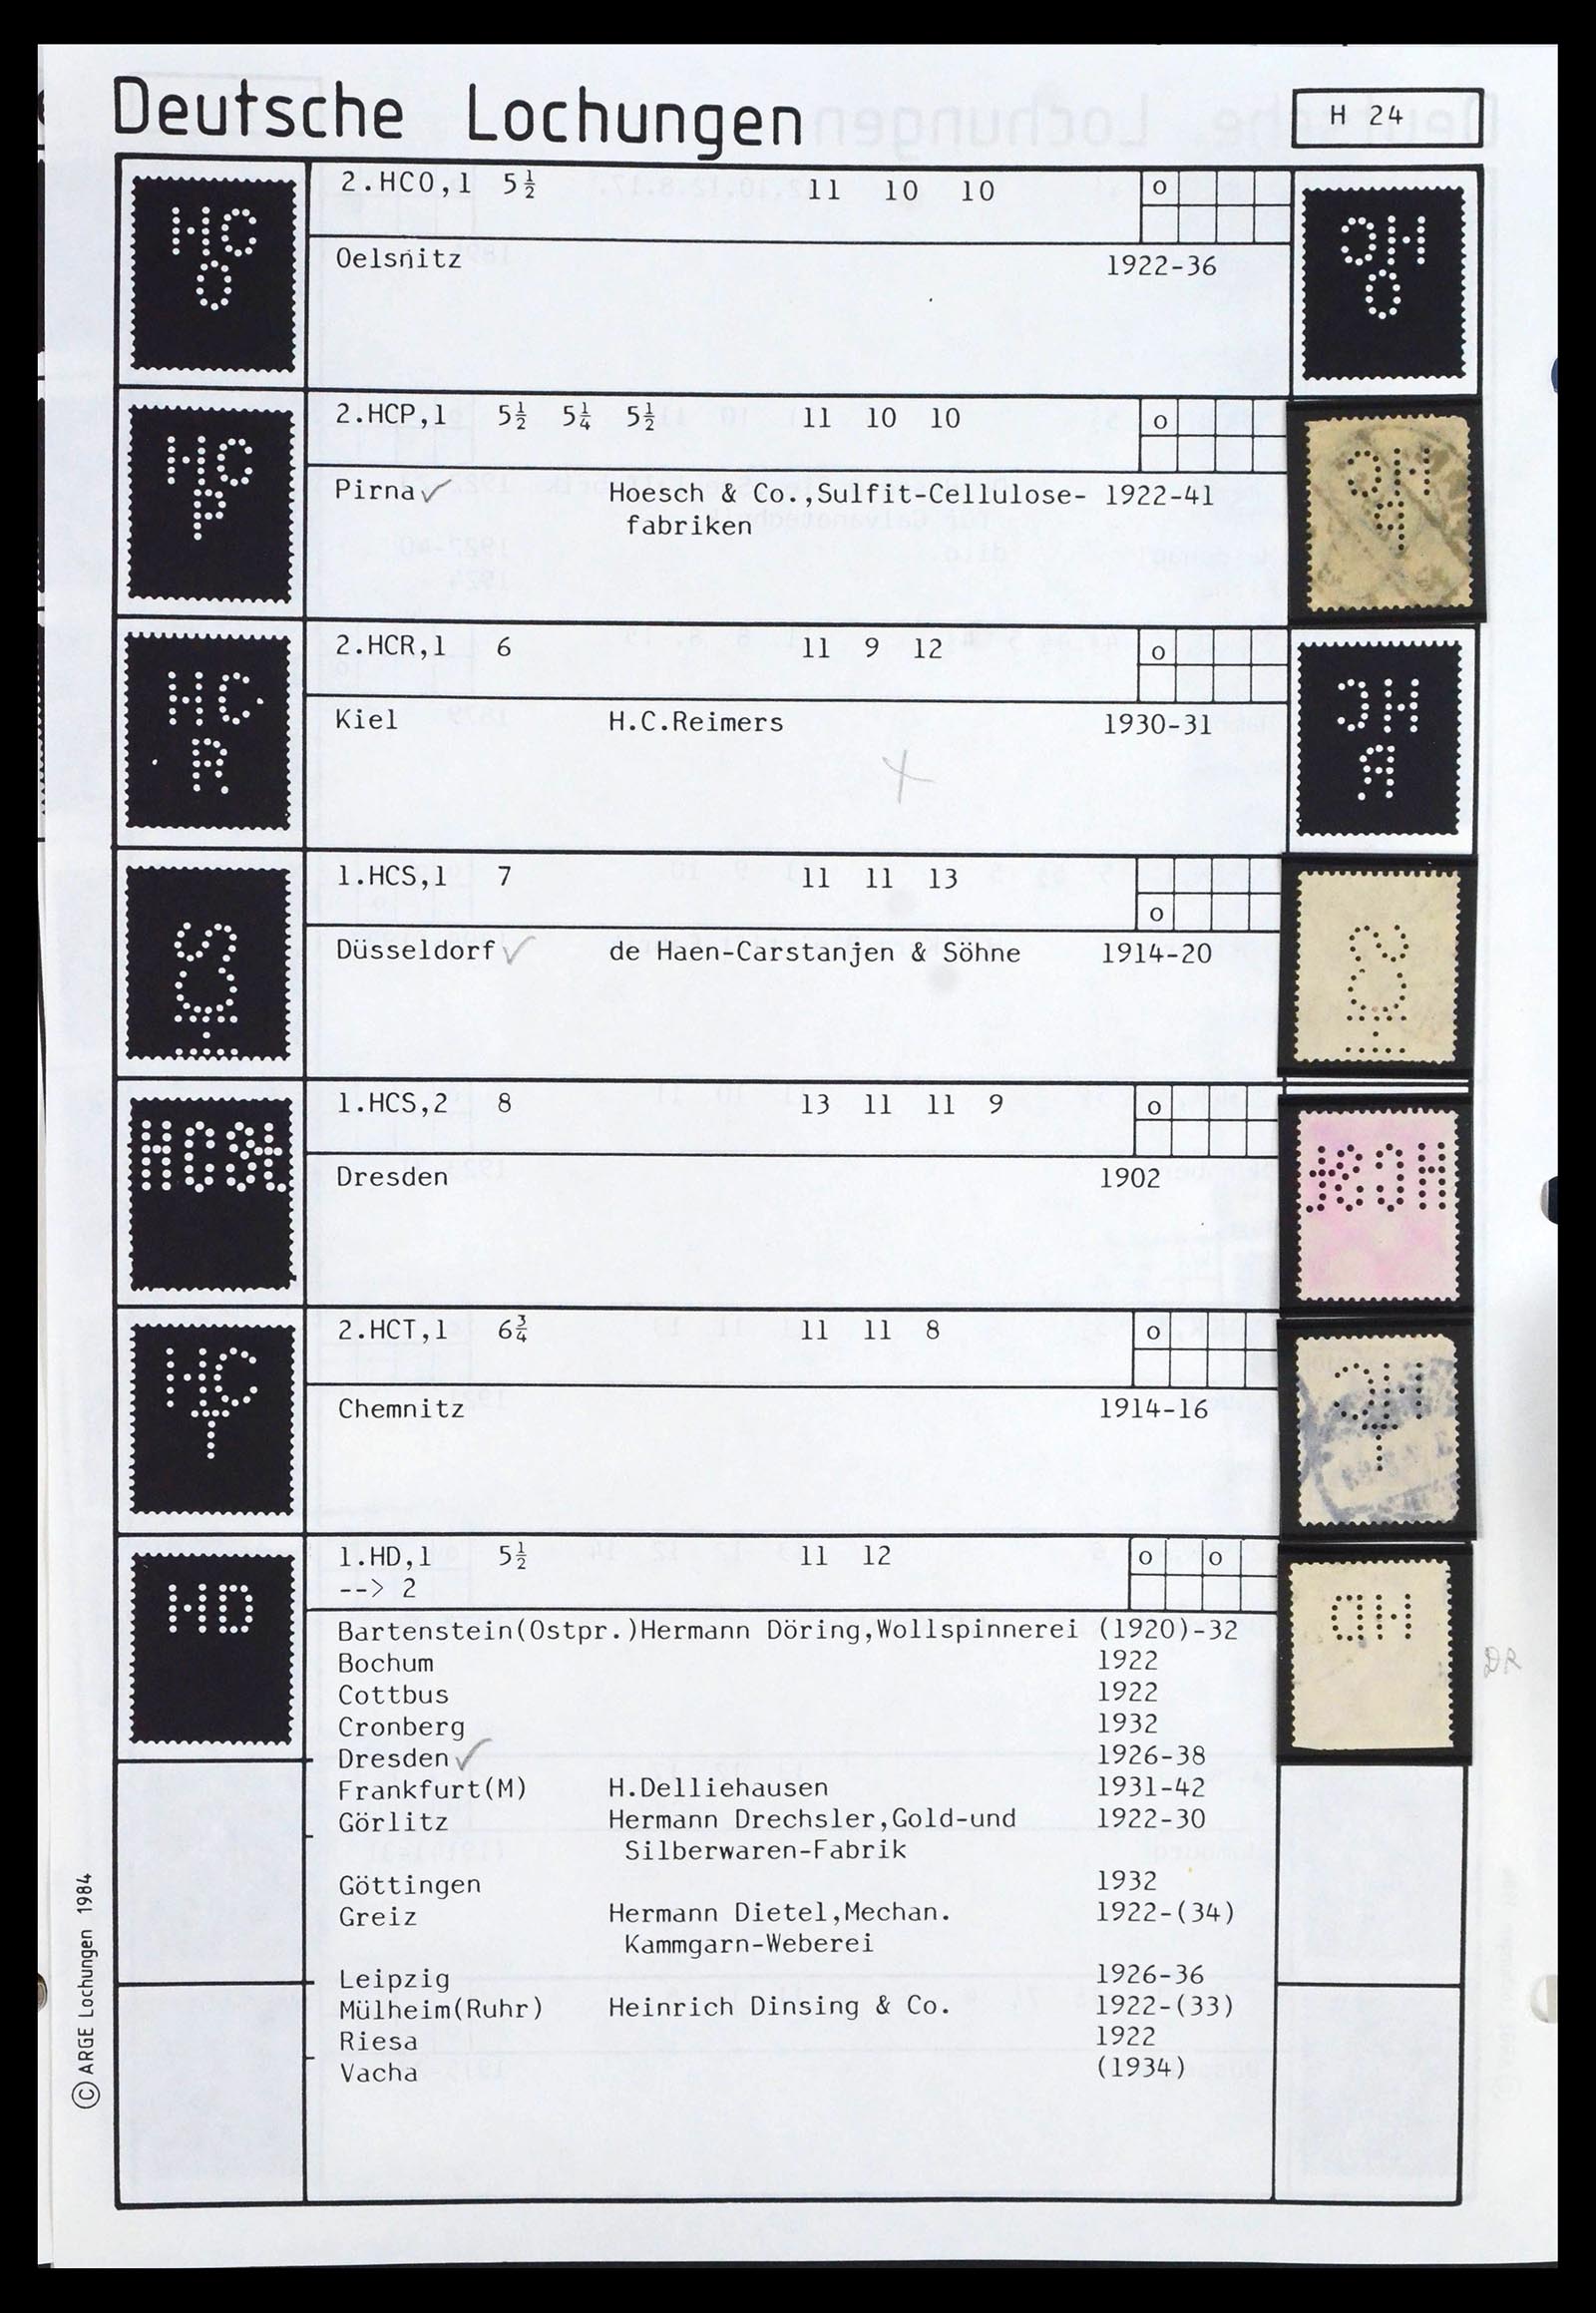 Deutsche Lochungen
H 24
HC
O
2.HCO,1 5½ 11 10 10 o
Oelsnitz 1922-36
HC
P
2.HCP,1 5½ 5¼ 5½ 11 10 10 o
Pirna✓ Hoesch & Co.,Sulfit-Cellulose- 1922-41
fabriken
HC
R
2.HCR,1 6 11 9 12 o
Kiel H.C.Reimers 1930-31
HCS
1.HCS,1 7 11 11 13 o
Düsseldorf✓ de Haen-Carstanjen & Söhne 1914-20
HCSt
1.HCS,2 8 13 11 11 9 o
Dresden 1902
HC
T
2.HCT,1 6¾ 11 11 8 o
Chemnitz 1914-16
HD
1.HD,1 5½ 11 12 o o
--> 2
Bartenstein(Ostpr.)Hermann Döring,Wollspinnerei (1920)-32
Bochum 1922
Cottbus 1922
Cronberg 1932
Dresden✓ 1926-38
Frankfurt(M) H.Delliehausen 1931-42
Görlitz Hermann Drechsler,Gold-und 1922-30
Silberwaren-Fabrik
Göttingen 1932
Greiz Hermann Dietel,Mechan. 1922-(34)
Kammgarn-Weberei
Leipzig 1926-36
Mülheim(Ruhr) Heinrich Dinsing & Co. 1922-(33)
Riesa 1922
Vacha (1934)
© ARGE Lochungen 1984